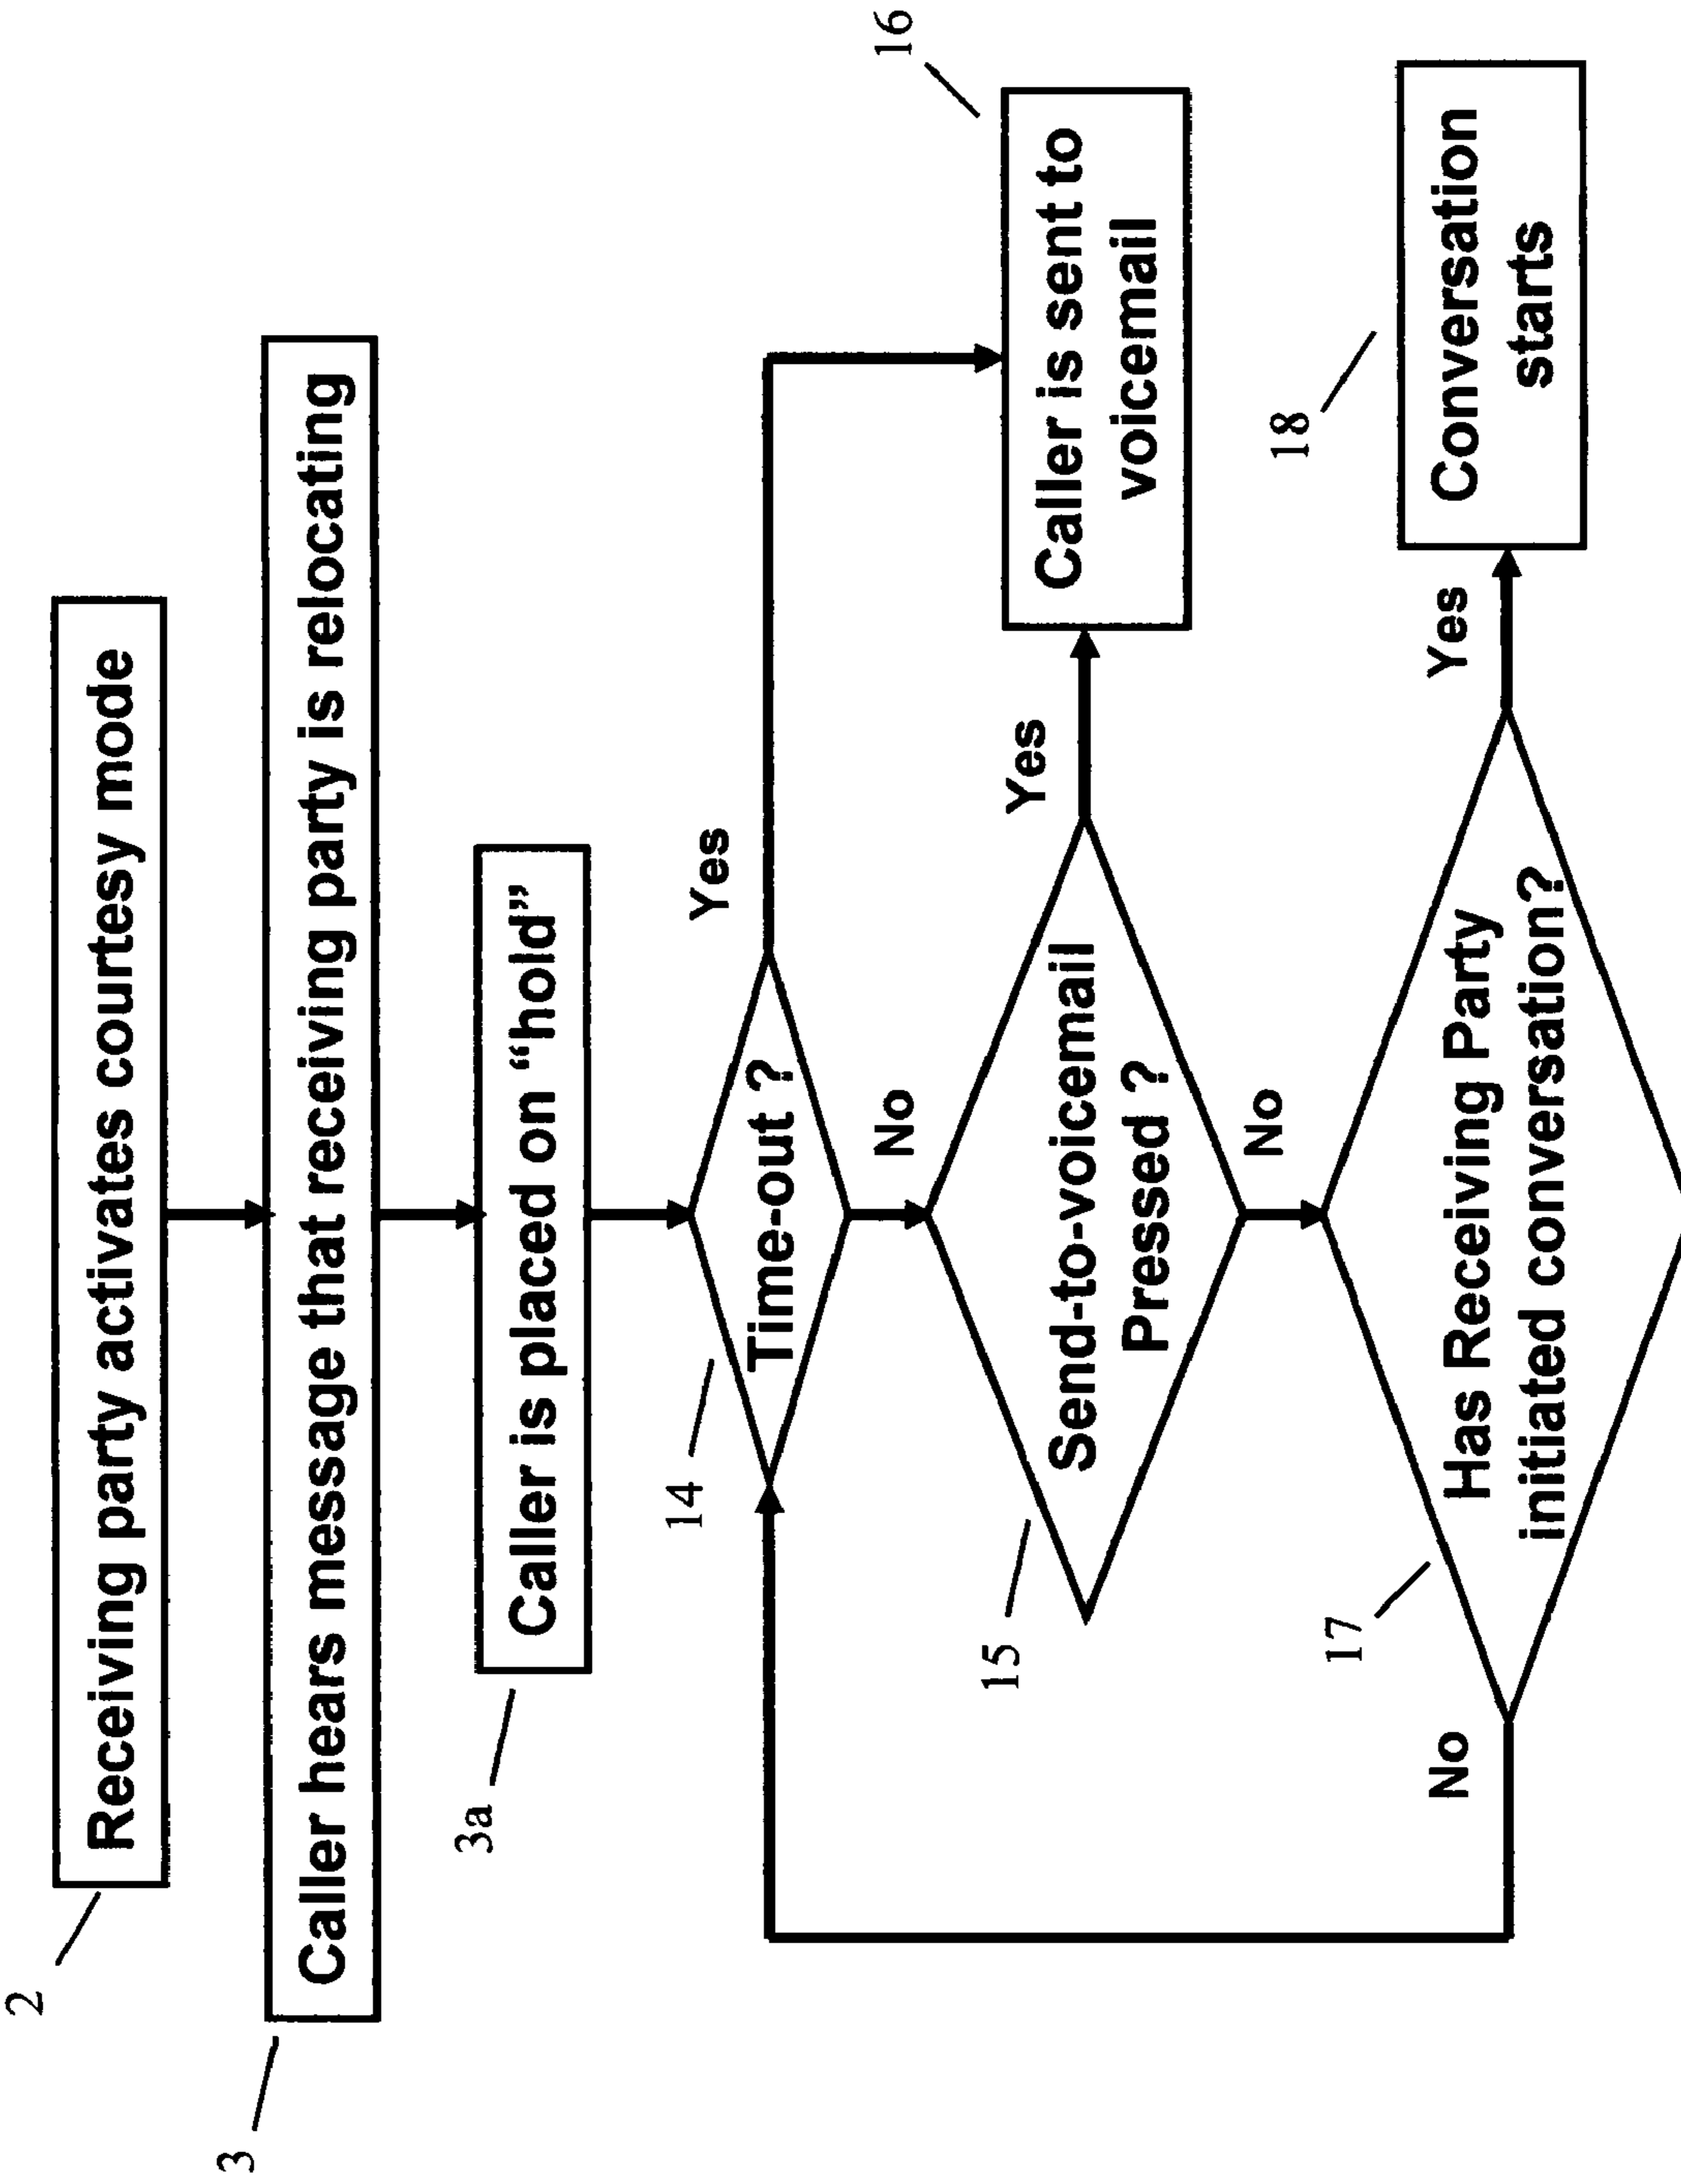 2
Receiving party activates courtesy mode
3
Caller hears message that receiving party is relocating
3a
Caller is placed on “hold”
14
Time-out ?
Yes
No
15
Send-to-voicemail
Pressed ?
Yes
16
Caller is sent to
voicemail
No
17
Has Receiving Party
initiated conversation?
No
Yes
18
Conversation
starts